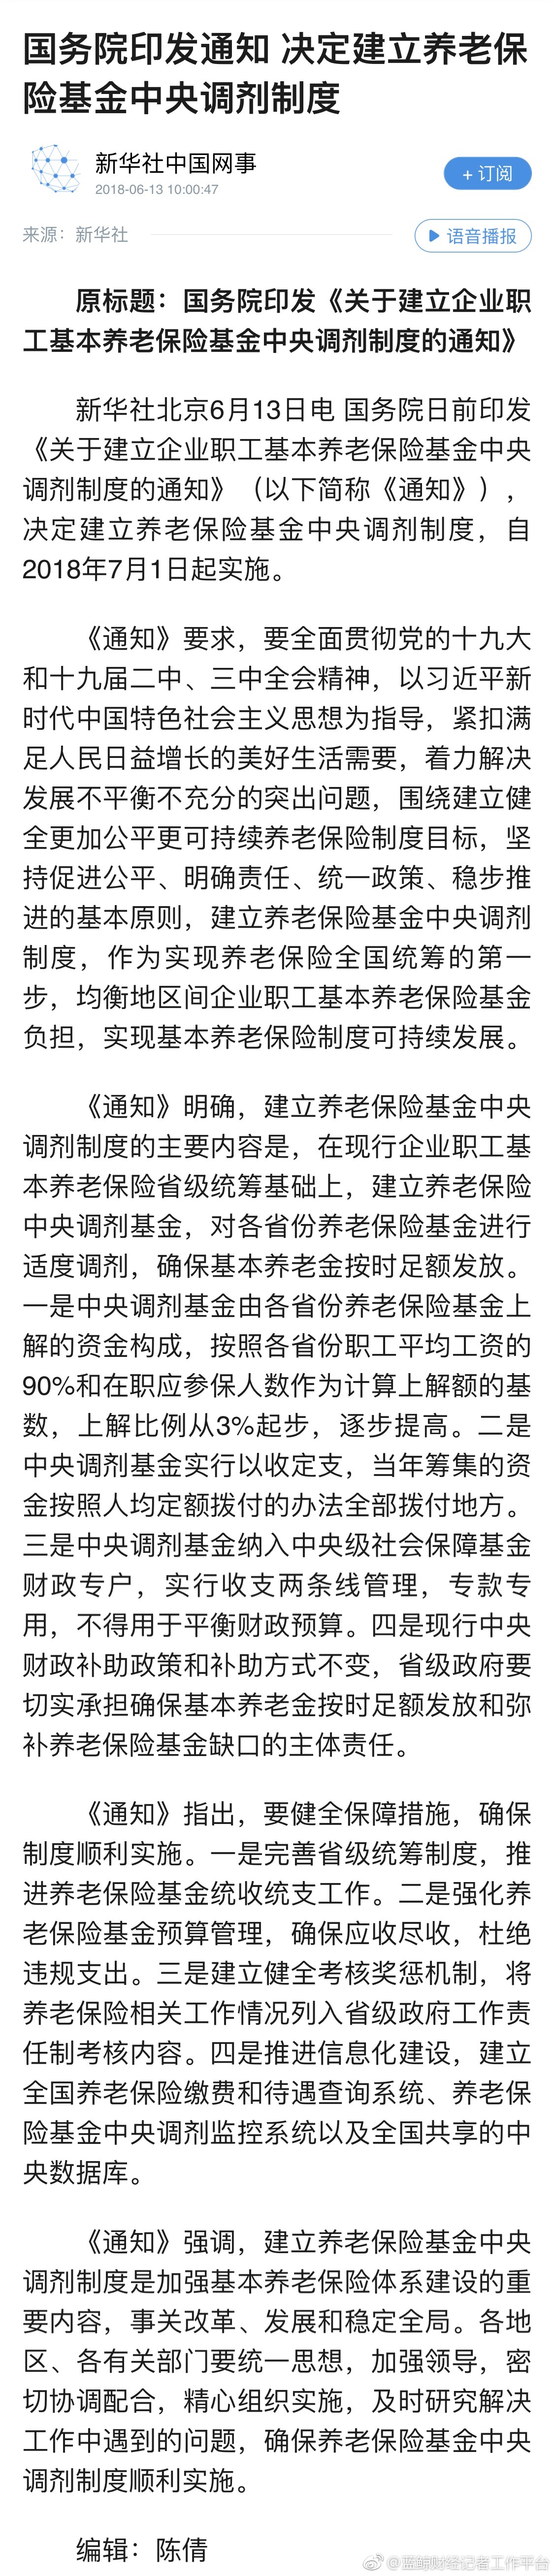 国务院印发通知 决定建立养老保
险基金中央调剂制度
新华社中国网事
2018-06-13 10:00:47
+ 订阅
来源：新华社
语音播报
原标题：国务院印发《关于建立企业职
工基本养老保险基金中央调剂制度的通知》
新华社北京6月13日电 国务院日前印发
《关于建立企业职工基本养老保险基金中央
调剂制度的通知》（以下简称《通知》），
决定建立养老保险基金中央调剂制度，自
2018年7月1日起实施。
《通知》要求，要全面贯彻党的十九大
和十九届二中、三中全会精神，以习近平新
时代中国特色社会主义思想为指导，紧扣满
足人民日益增长的美好生活需要，着力解决
发展不平衡不充分的突出问题，围绕建立健
全更加公平更可持续养老保险制度目标，坚
持促进公平、明确责任、统一政策、稳步推
进的基本原则，建立养老保险基金中央调剂
制度，作为实现养老保险全国统筹的第一
步，均衡地区间企业职工基本养老保险基金
负担，实现基本养老保险制度可持续发展。
《通知》明确，建立养老保险基金中央
调剂制度的主要内容是，在现行企业职工基
本养老保险省级统筹基础上，建立养老保险
中央调剂基金，对各省份养老保险基金进行
适度调剂，确保基本养老金按时足额发放。
一是中央调剂基金由各省份养老保险基金上
解的资金构成，按照各省份职工平均工资的
90%和在职应参保人数作为计算上解额的基
数，上解比例从3%起步，逐步提高。二是
中央调剂基金实行以收定支，当年筹集的资
金按照人均定额拨付的办法全部拨付地方。
三是中央调剂基金纳入中央级社会保障基金
财政专户，实行收支两条线管理，专款专
用，不得用于平衡财政预算。四是现行中央
财政补助政策和补助方式不变，省级政府要
切实承担确保基本养老金按时足额发放和弥
补养老保险基金缺口的主体责任。
《通知》指出，要健全保障措施，确保
制度顺利实施。一是完善省级统筹制度，推
进养老保险基金统收统支工作。二是强化养
老保险基金预算管理，确保应收尽收，杜绝
违规支出。三是建立健全考核奖惩机制，将
养老保险相关工作情况列入省级政府工作责
任制考核内容。四是推进信息化建设，建立
全国养老保险缴费和待遇查询系统、养老保
险基金中央调剂监控系统以及全国共享的中
央数据库。
《通知》强调，建立养老保险基金中央
调剂制度是加强基本养老保险体系建设的重
要内容，事关改革、发展和稳定全局。各地
区、各有关部门要统一思想，加强领导，密
切协调配合，精心组织实施，及时研究解决
工作中遇到的问题，确保养老保险基金中央
调剂制度顺利实施。
编辑：陈倩
@蓝鲸财经记者工作平台